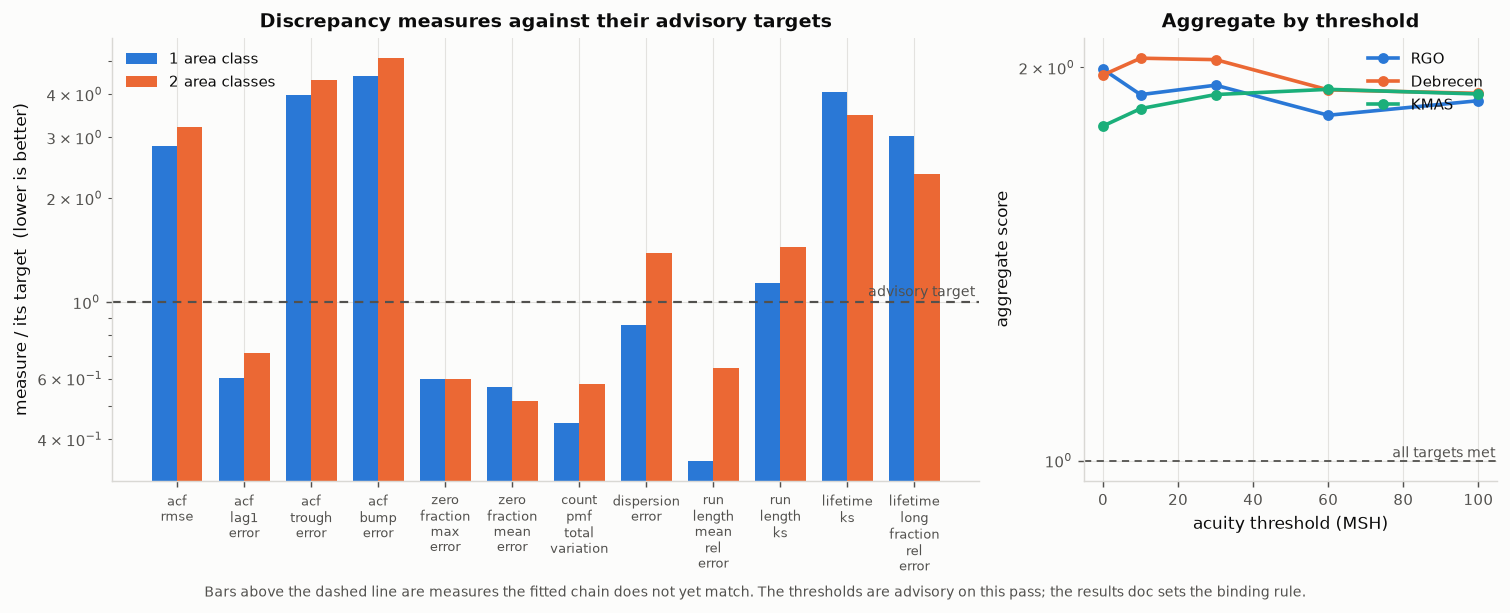 Discrepancy measures against their advisory targets
measure / its target  (lower is better)
1 area class
2 area classes
4 × 10⁰
3 × 10⁰
2 × 10⁰
10⁰
6 × 10⁻¹
4 × 10⁻¹
advisory target
acf
rmse
acf
lag1
error
acf
trough
error
acf
bump
error
zero
fraction
max
error
zero
fraction
mean
error
count
pmf
total
variation
dispersion
error
run
length
mean
rel
error
run
length
ks
lifetime
ks
lifetime
long
fraction
rel
error
Aggregate by threshold
aggregate score
RGO
Debrecen
KMAS
2 × 10⁰
10⁰
all targets met
0 20 40 60 80 100
acuity threshold (MSH)
Bars above the dashed line are measures the fitted chain does not yet match. The thresholds are advisory on this pass; the results doc sets the binding rule.